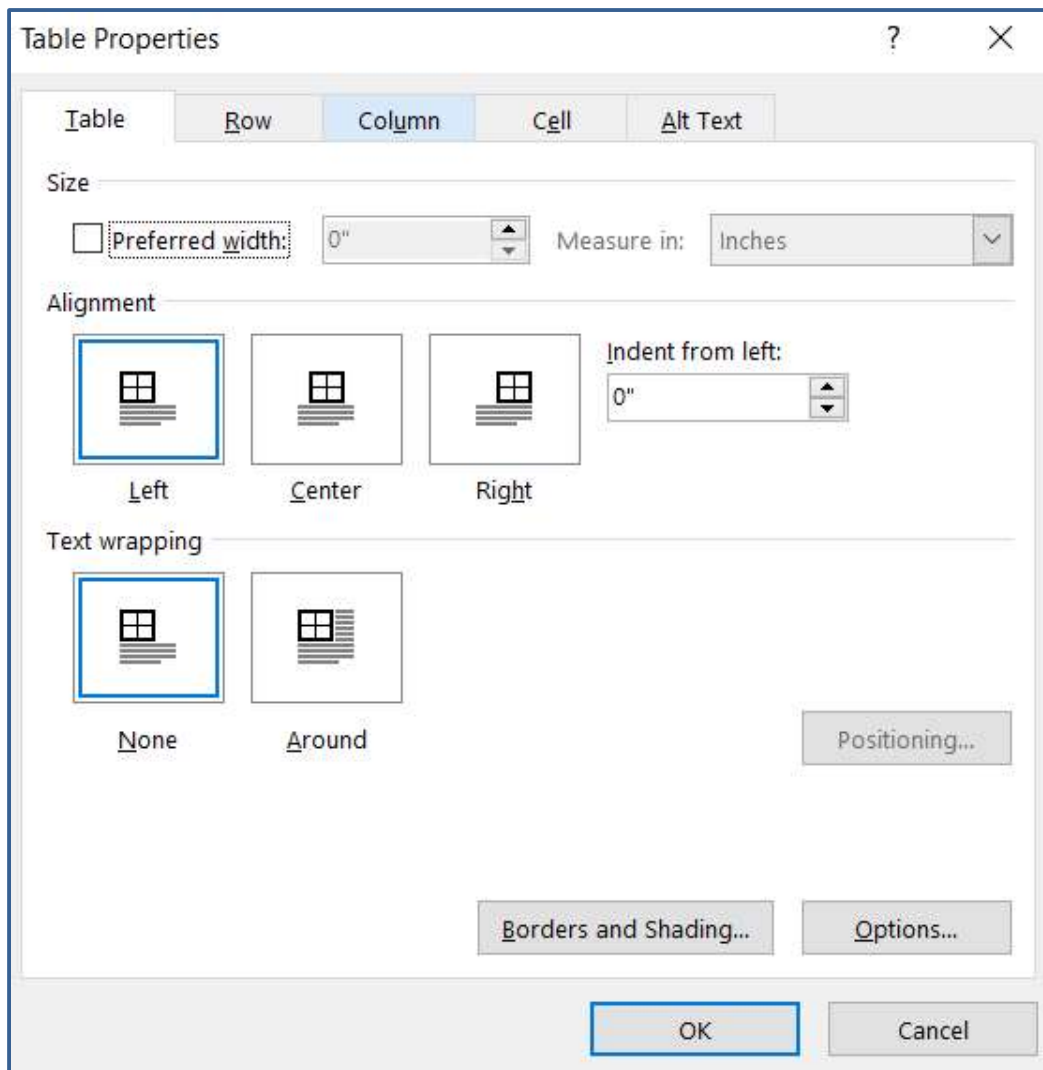 Table Properties ?
Table Row Column Cell Alt Text
Size
Preferred width: 0" Measure in: Inches
Alignment
Indent from left:
0"
Left Center Right
Text wrapping
None Around
Positioning...
Borders and Shading... Options...
OK Cancel